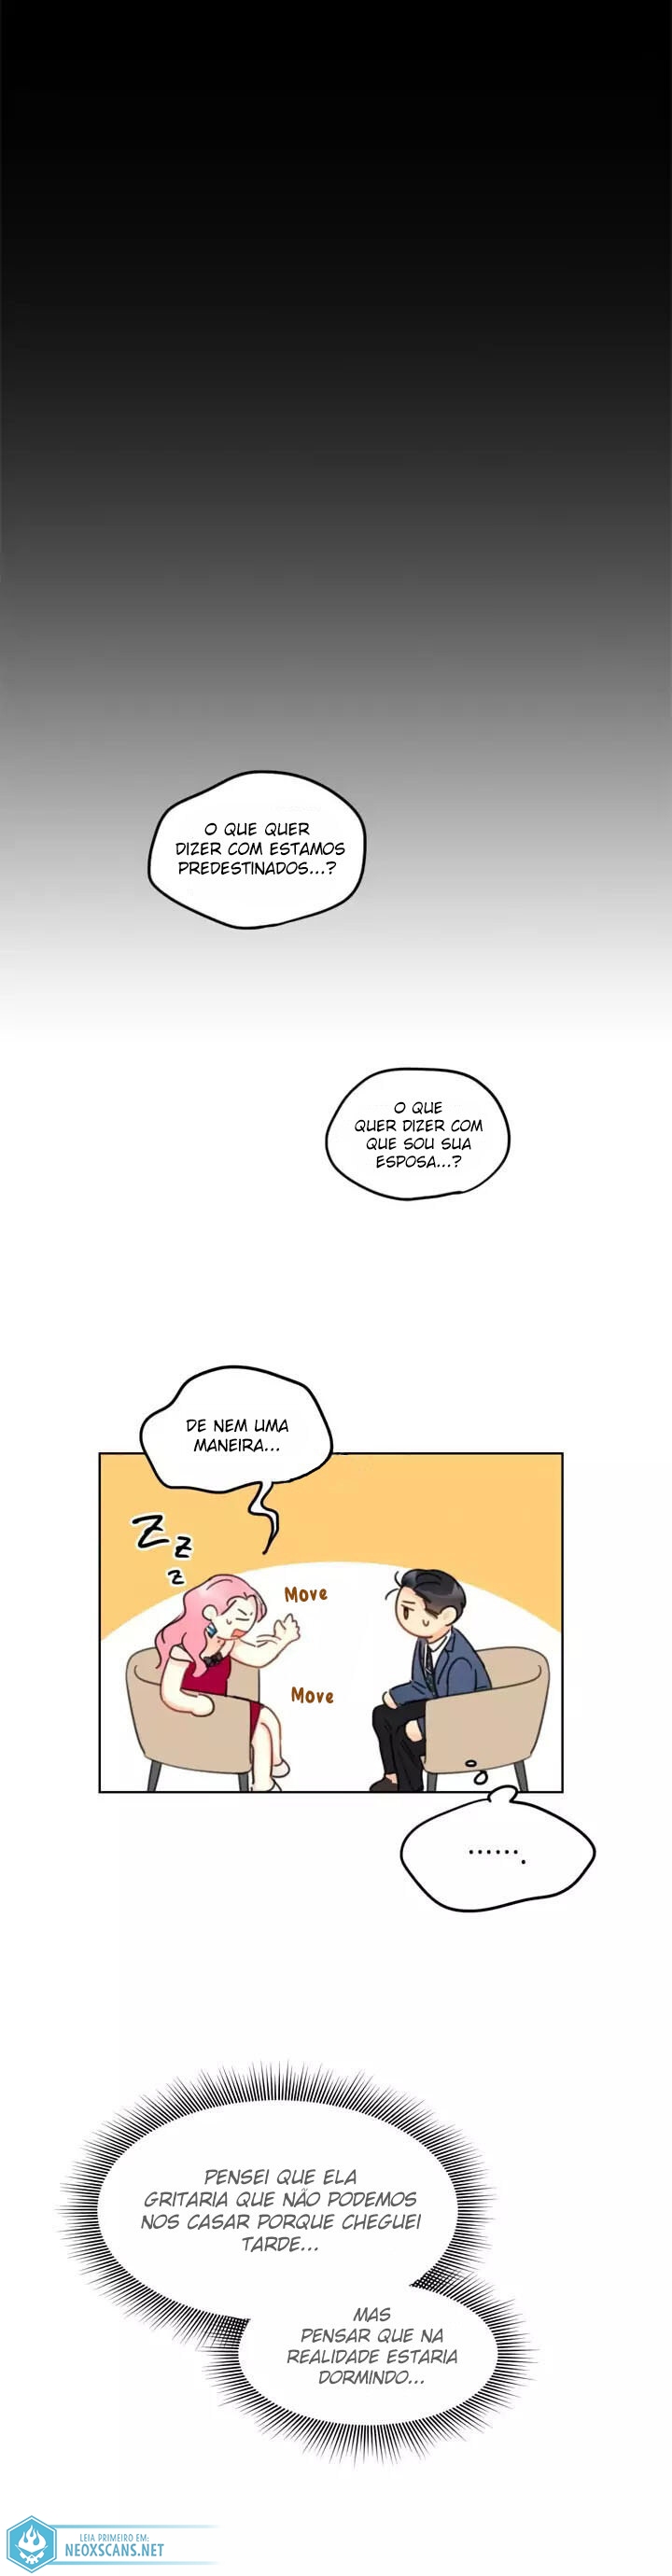 O QUE QUER
DIZER COM ESTAMOS
PREDESTINADOS...?
O QUE
QUER DIZER COM
QUE SOU SUA
ESPOSA...?
DE NEM UMA
MANEIRA...
Z
Z
Z
Move
Move
.......
PENSEI QUE ELA
GRITARIA QUE NÃO PODEMOS
NOS CASAR PORQUE CHEGUEI
TARDE...
MAS
PENSAR QUE NA
REALIDADE ESTARIA
DORMINDO...
LEIA PRIMEIRO EM:
NEOXSCANS.NET